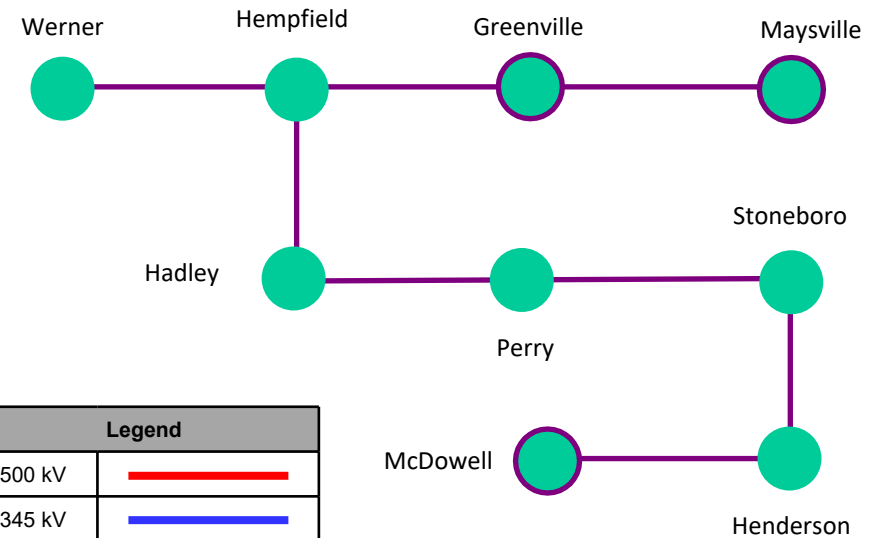 Werner
Hempfield
Greenville
Maysville
Stoneboro
Hadley
Perry
Legend
500 kV
345 kV
McDowell
Henderson